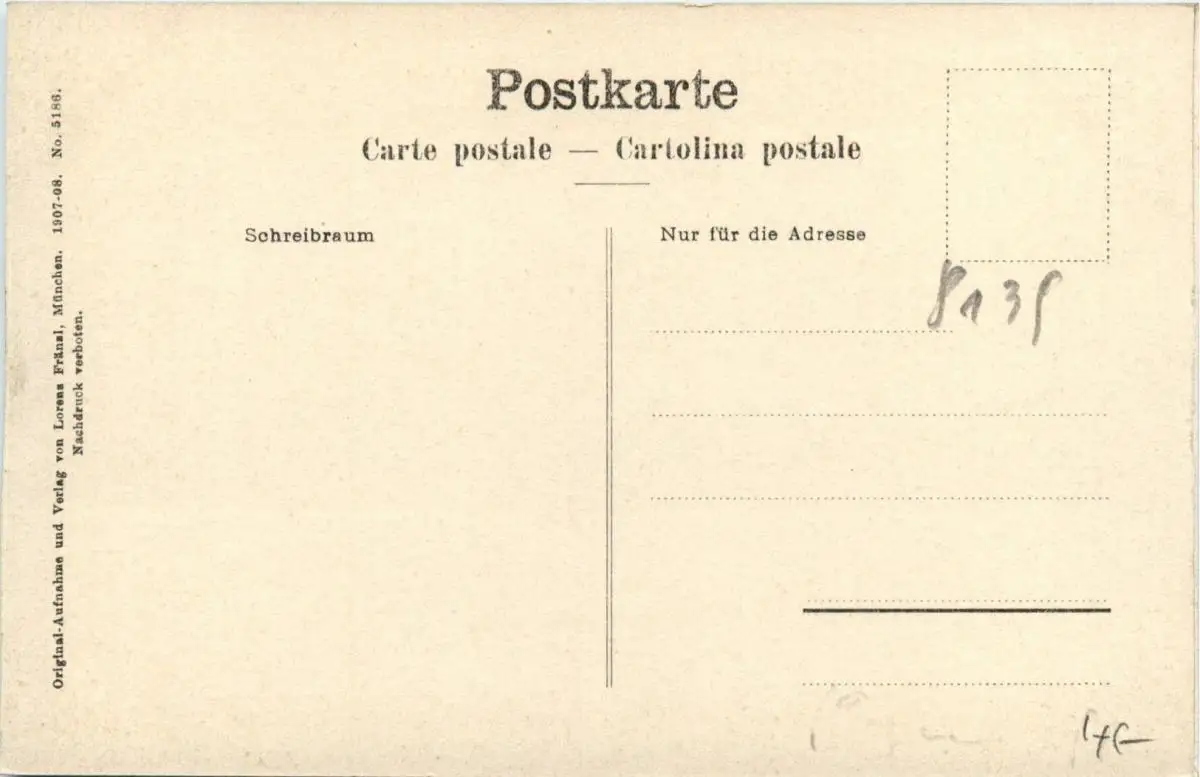 Postkarte
Carte postale — Cartolina postale
Schreibraum
Nur für die Adresse
8139
Original-Aufnahme und Verlag von Lorenz Fränzl, München. 1907-08. No. 5186.
Nachdruck verboten.